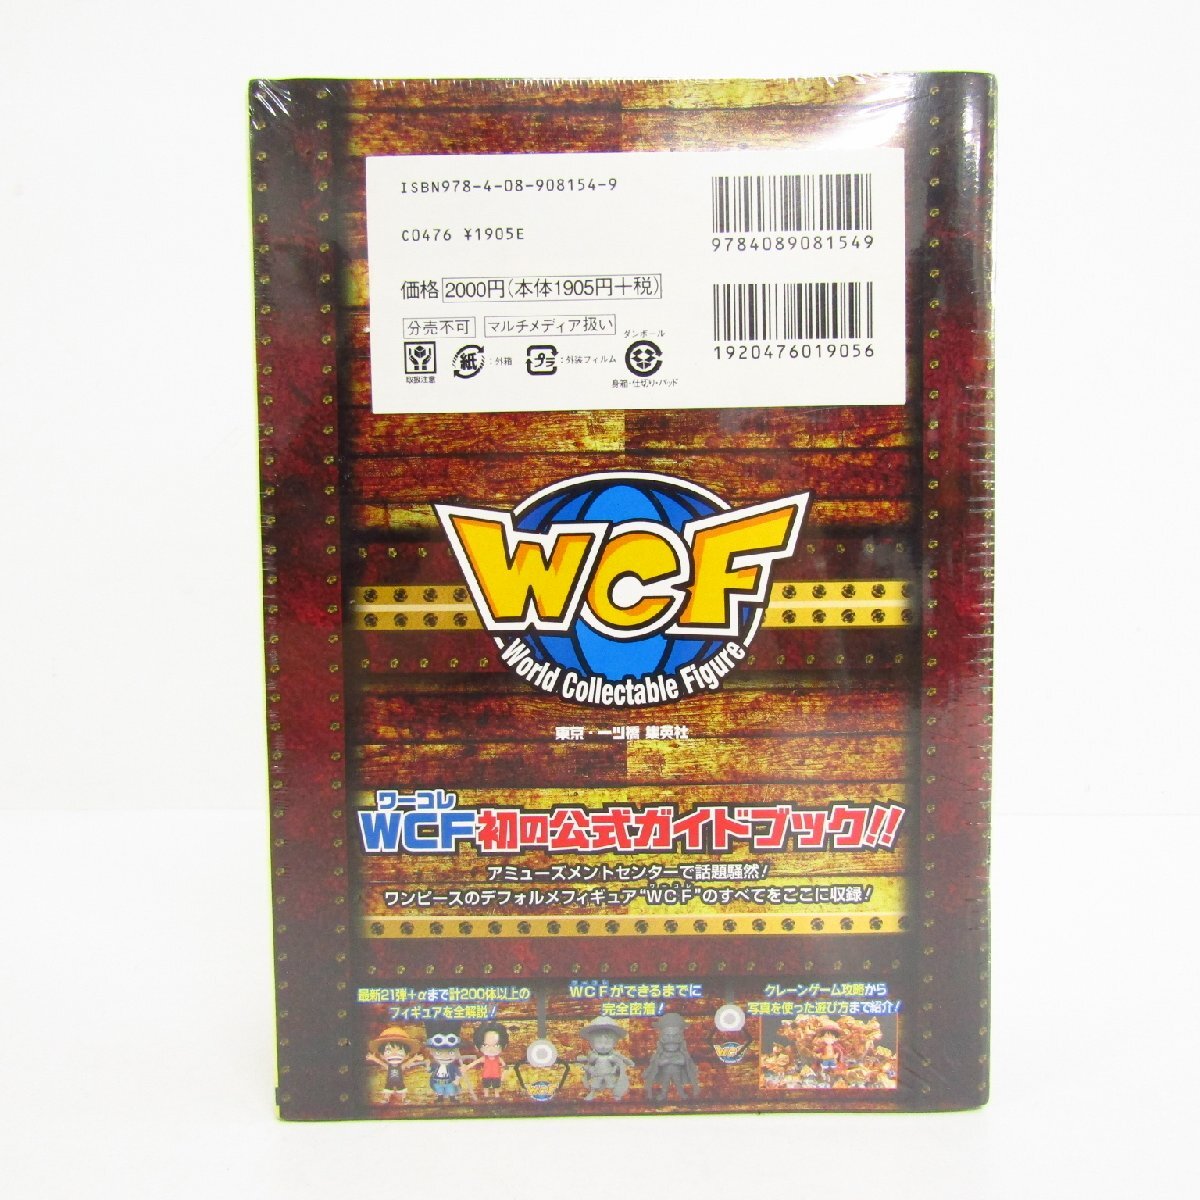 ISBN978-4-08-908154-9
9784089081549
C0476 ¥1905E
価格 2000円(本体1905円+税)
1920476019056
分売不可 マルチメディア扱い
取扱注意
紙 :外箱
プラ :外装フィルム
ダンボール
身箱・仕切り・パッド
WCF
World Collectable Figure
東京・一ツ橋 集英社
ワーコレ
WCF初の公式ガイドブック!!
アミューズメントセンターで話題騒然!
ワーコレ
ワンピースのデフォルメフィギュア“WCF”のすべてをここに収録!
最新21弾+αまで計200体以上の
フィギュアを全解説!
ワーコレ
WCFができるまでに
完全密着!
クレーンゲーム攻略から
写真を使った遊び方まで紹介!